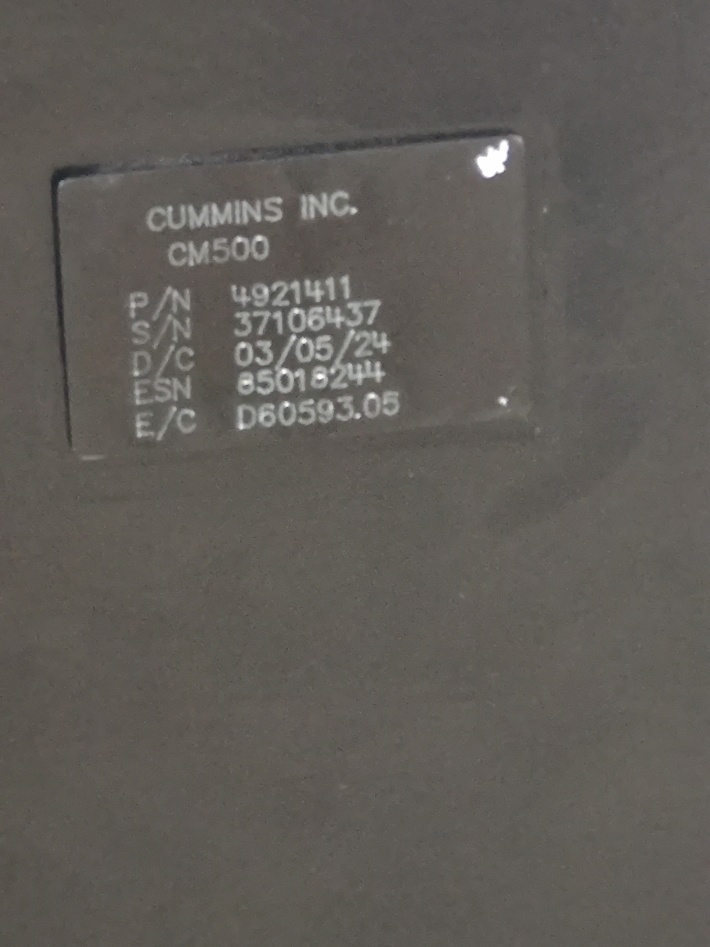 CUMMINS INC.
CM500
P/N 4921411
S/N 37106437
D/C 03/05/24
ESN 85018244
E/C D60593.05